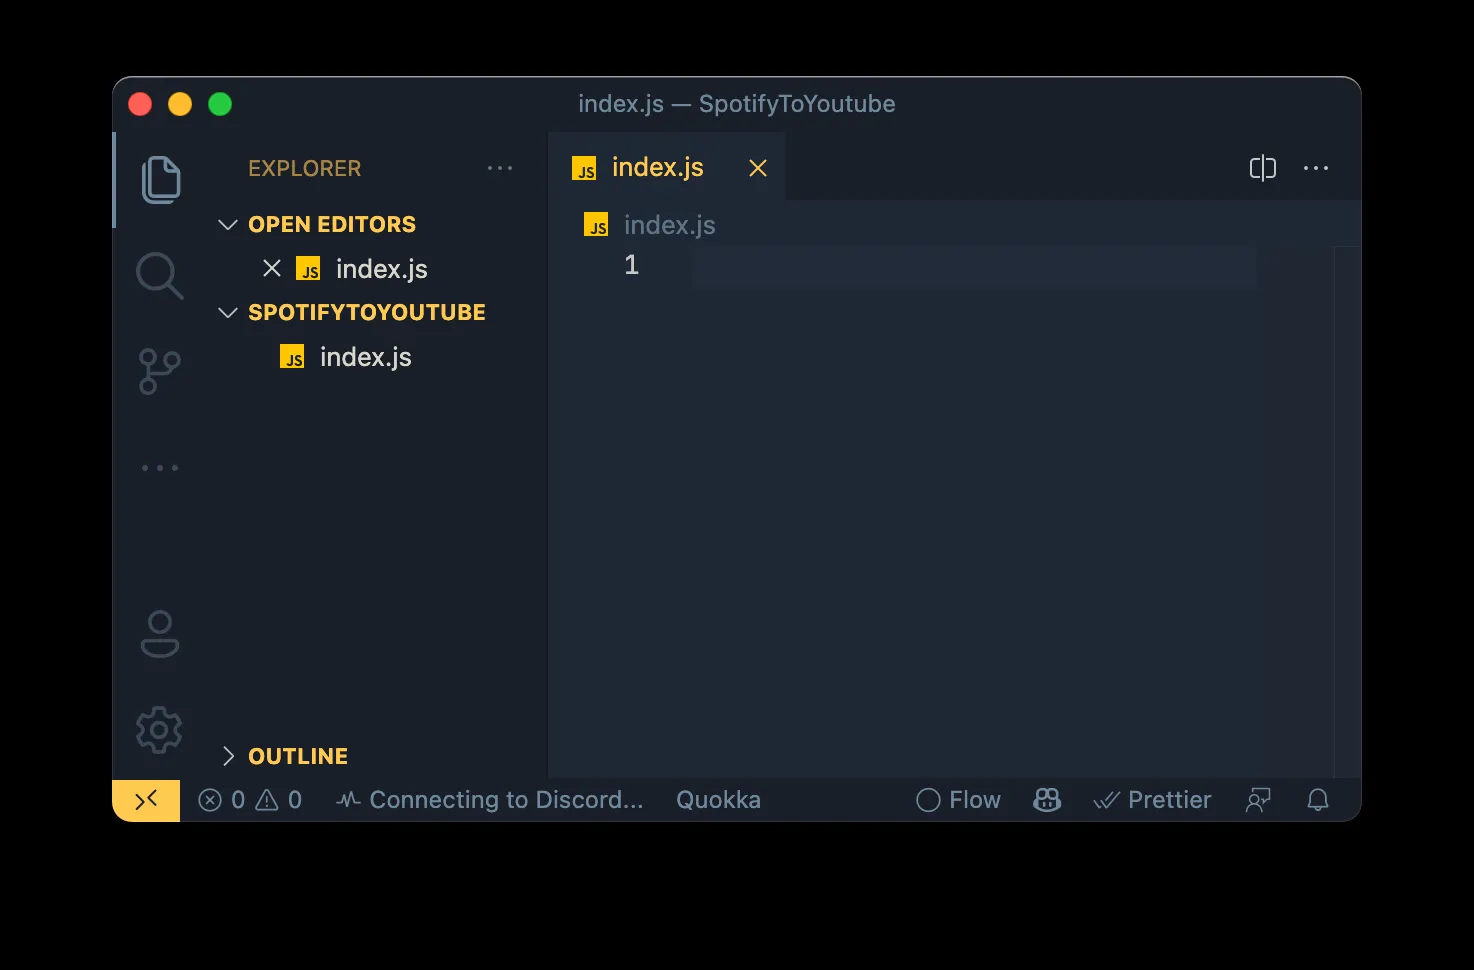 index.js — SpotifyToYoutube
EXPLORER
OPEN EDITORS
JS index.js
SPOTIFYTOYOUTUBE
JS index.js
OUTLINE
JS index.js
JS index.js
1
0 0 Connecting to Discord... Quokka Flow Prettier